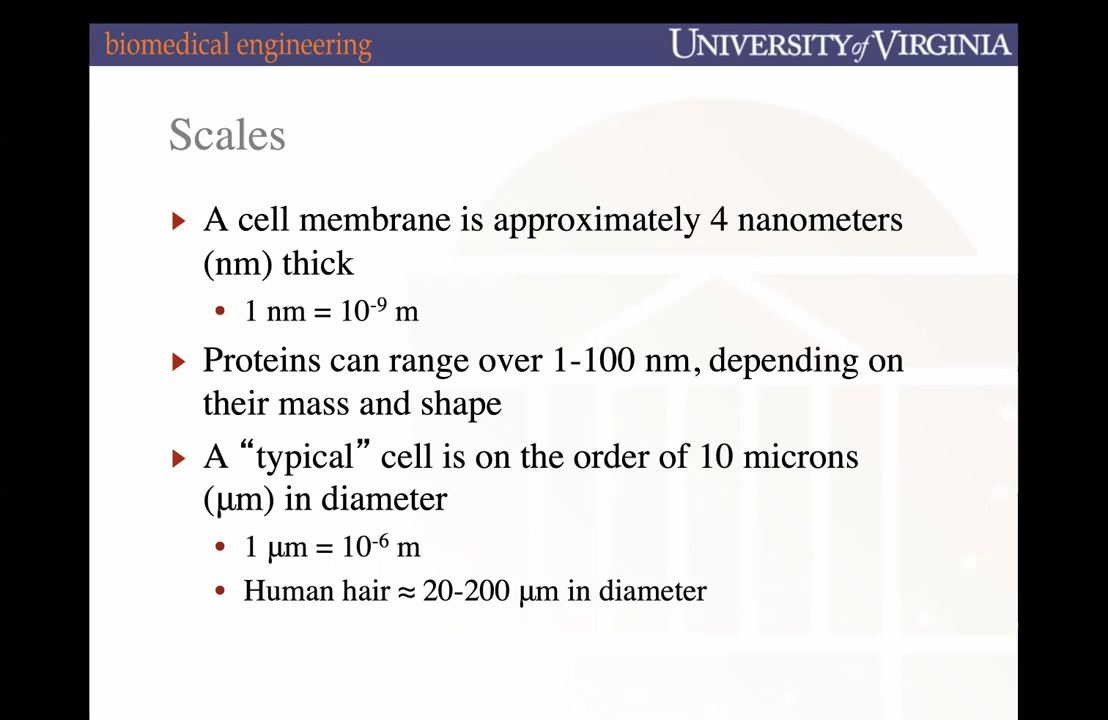 biomedical engineering
UNIVERSITY of VIRGINIA
Scales
A cell membrane is approximately 4 nanometers
(nm) thick
1 nm = 10⁻⁹ m
Proteins can range over 1-100 nm, depending on
their mass and shape
A “typical” cell is on the order of 10 microns
(μm) in diameter
1 μm = 10⁻⁶ m
Human hair ≈ 20-200 μm in diameter